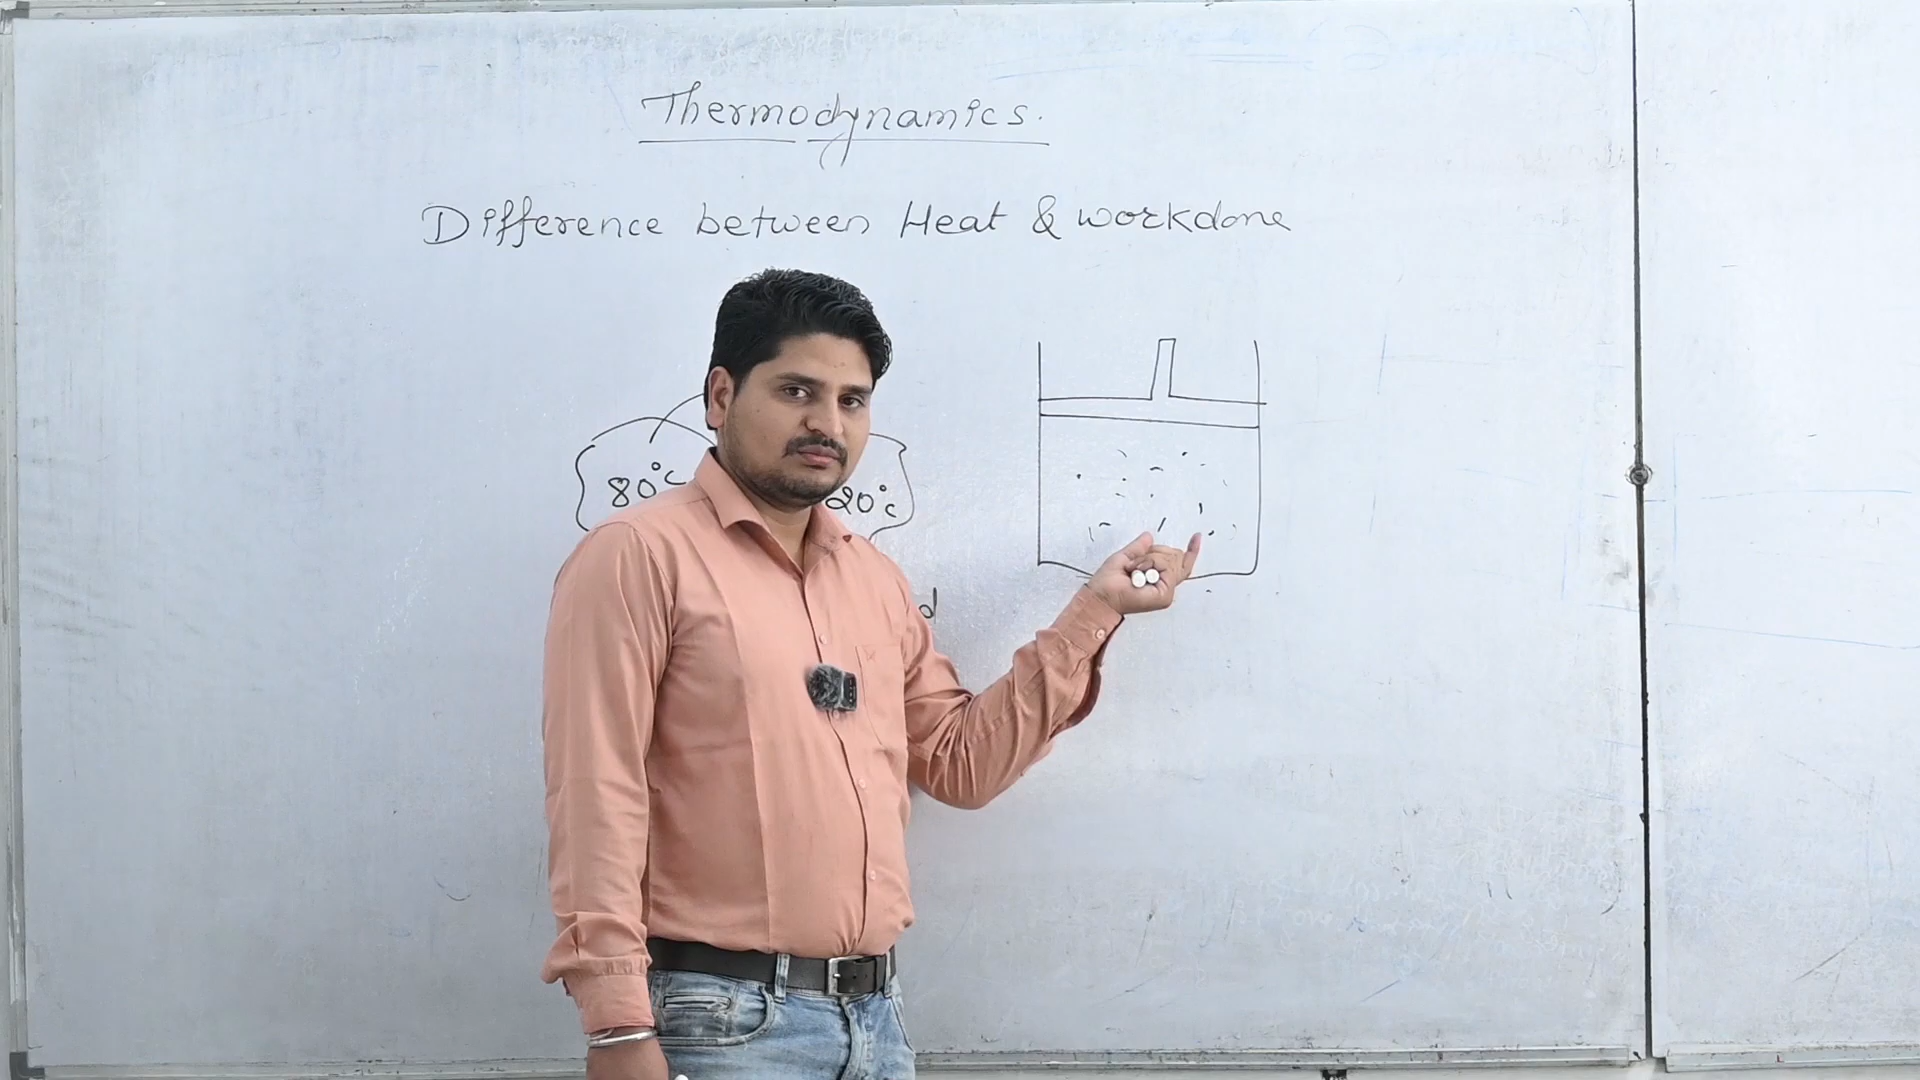 Thermodynamics.
Difference between Heat & workdone
80°c 20°c
d